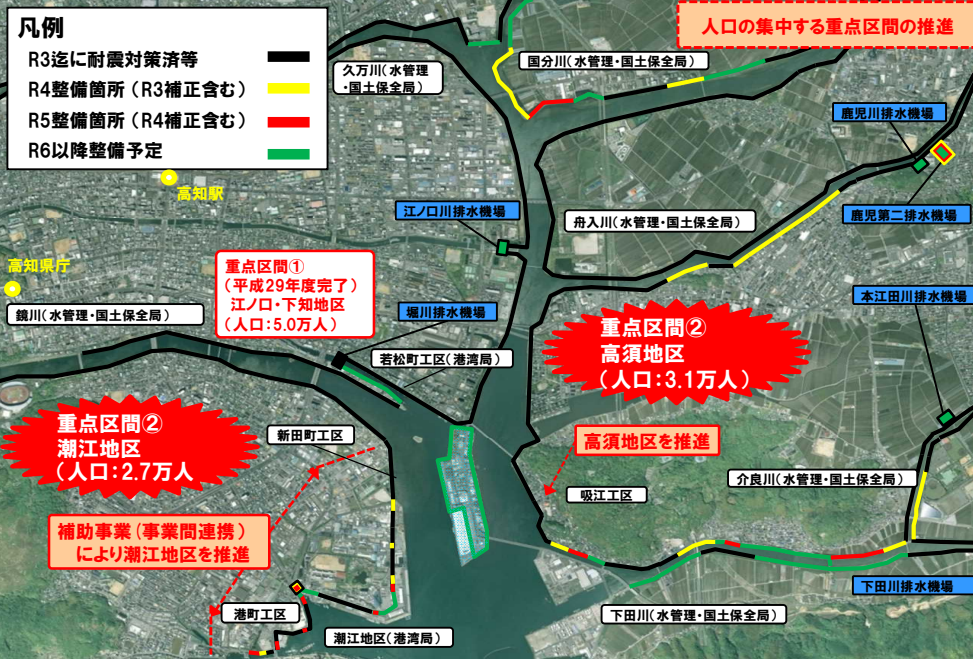 凡例
R3迄に耐震対策済等
R4整備箇所（R3補正含む）
R5整備箇所（R4補正含む）
R6以降整備予定
人口の集中する重点区間の推進
久万川(水管理
・国土保全局)
国分川(水管理・国土保全局)
鹿児川排水機場
高知駅
江ノ口川排水機場
舟入川(水管理・国土保全局)
鹿児第二排水機場
高知県庁
重点区間①
(平成29年度完了)
江ノ口・下知地区
(人口:5.0万人)
鏡川(水管理・国土保全局)
堀川排水機場
本江田川排水機場
若松町工区(港湾局)
重点区間②
高須地区
(人口:3.1万人)
重点区間②
潮江地区
(人口:2.7万人
新田町工区
高須地区を推進
吸江工区
介良川(水管理・国土保全局)
補助事業(事業間連携)
により潮江地区を推進
下田川排水機場
港町工区
潮江地区(港湾局)
下田川(水管理・国土保全局)